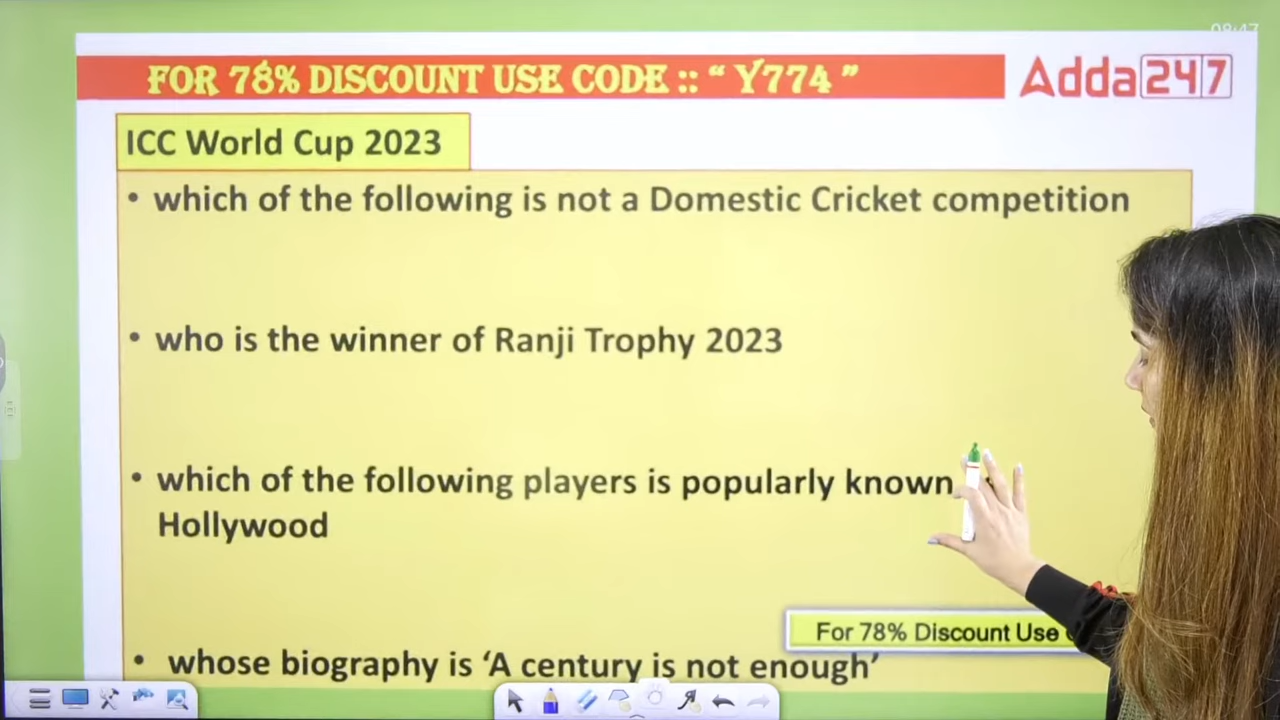 FOR 78% DISCOUNT USE CODE :: “ Y774 ”
Adda247
ICC World Cup 2023
• which of the following is not a Domestic Cricket competition
• who is the winner of Ranji Trophy 2023
• which of the following players is popularly known
Hollywood
For 78% Discount Use
• whose biography is ‘A century is not enough’